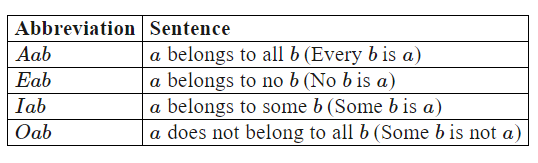 Abbreviation Sentence
Aab a belongs to all b (Every b is a)
Eab a belongs to no b (No b is a)
Iab a belongs to some b (Some b is a)
Oab a does not belong to all b (Some b is not a)